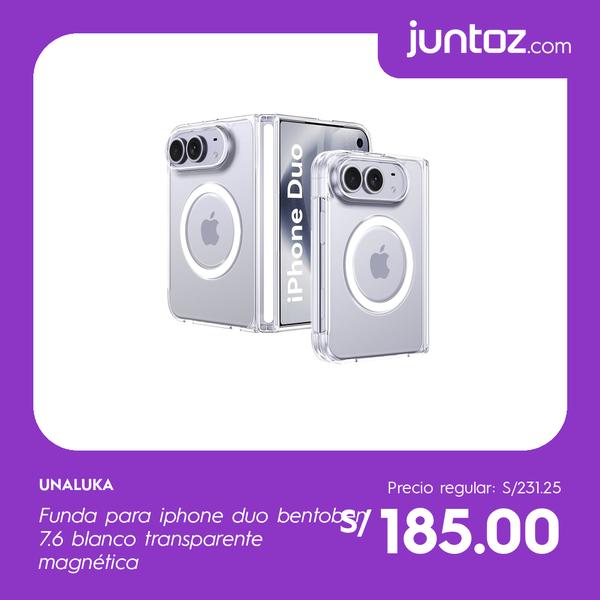 juntoz.com
iPhone Duo
UNALUKA
Funda para iphone duo bentoben
7.6 blanco transparente
magnética
Precio regular: S/231.25
S/ 185.00